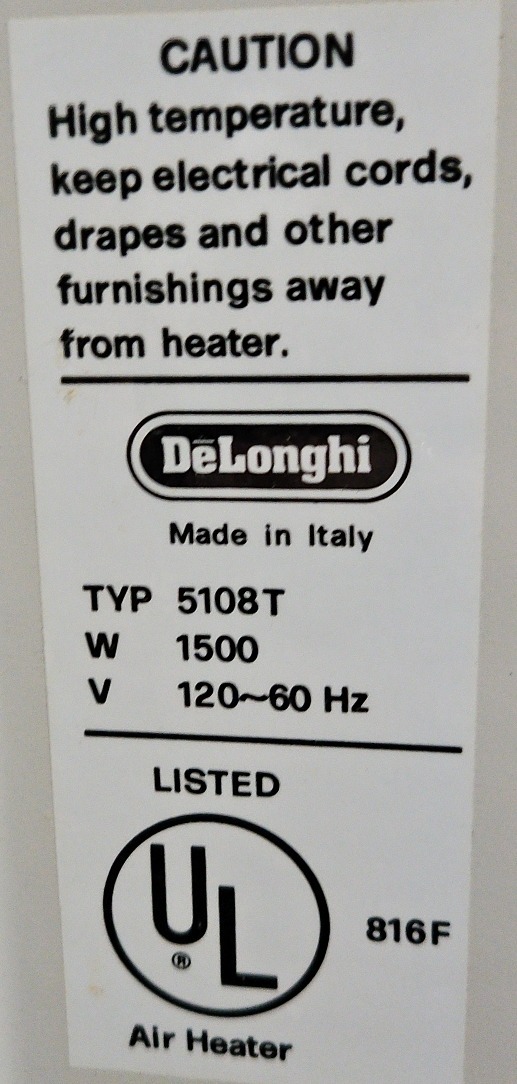 CAUTION
High temperature,
keep electrical cords,
drapes and other
furnishings away
from heater.
DēLonghi
Made in Italy
TYP 5108T
W 1500
V 120~60 Hz
LISTED
UL
®
816F
Air Heater